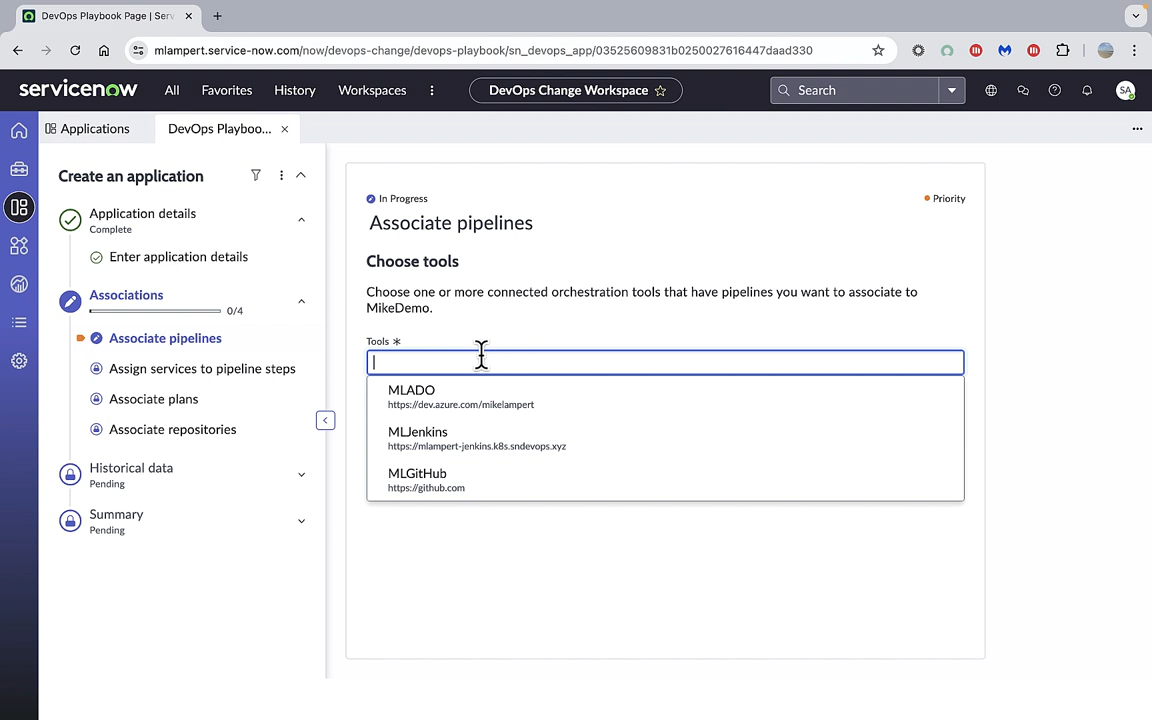 DevOps Playbook Page | Serv
mlampert.service-now.com/now/devops-change/devops-playbook/sn_devops_app/03525609831b0250027616447daad330
servicenow
All
Favorites
History
Workspaces
DevOps Change Workspace
Search
SA
Applications
DevOps Playboo...
Create an application
Application details
Complete
Enter application details
Associations
0/4
Associate pipelines
Assign services to pipeline steps
Associate plans
Associate repositories
Historical data
Pending
Summary
Pending
In Progress
Priority
Associate pipelines
Choose tools
Choose one or more connected orchestration tools that have pipelines you want to associate to
MikeDemo.
Tools *
MLADO
https://dev.azure.com/mikelampert
MLJenkins
https://mlampert-jenkins.k8s.sndevops.xyz
MLGitHub
https://github.com